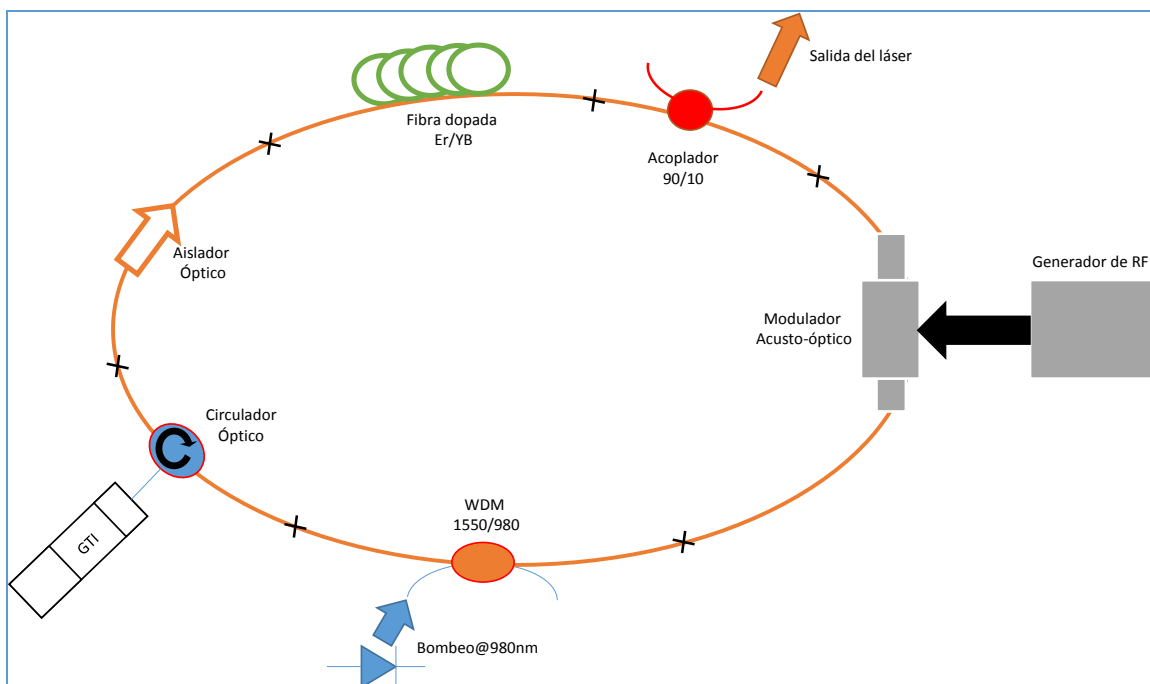 Salida del láser
Fibra dopada
Er/YB
Acoplador
90/10
Aislador
Óptico
Generador de RF
Modulador
Acusto-óptico
Circulador
Óptico
WDM
1550/980
GTI
Bombeo@980nm